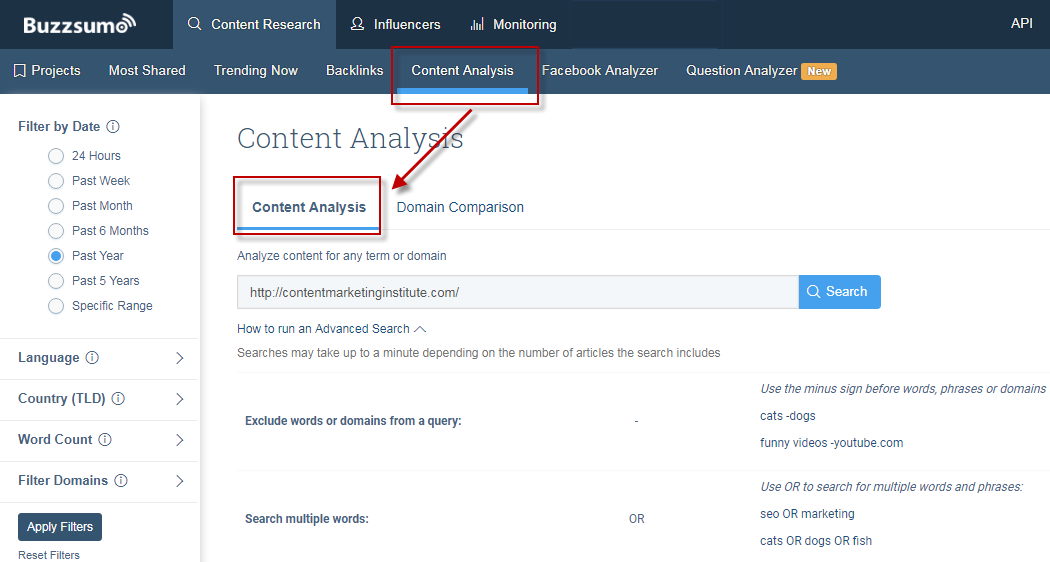 Buzzsumo
Content Research
Influencers
Monitoring
API
Projects
Most Shared
Trending Now
Backlinks
Content Analysis
Facebook Analyzer
Question Analyzer New
Filter by Date
24 Hours
Past Week
Past Month
Past 6 Months
Past Year
Past 5 Years
Specific Range
Language
Country (TLD)
Word Count
Filter Domains
Apply Filters
Reset Filters
Content Analysis
Content Analysis
Domain Comparison
Analyze content for any term or domain
http://contentmarketinginstitute.com/
Search
How to run an Advanced Search
Searches may take up to a minute depending on the number of articles the search includes
Exclude words or domains from a query:
-
Use the minus sign before words, phrases or domains
cats -dogs
funny videos -youtube.com
Search multiple words:
OR
Use OR to search for multiple words and phrases:
seo OR marketing
cats OR dogs OR fish